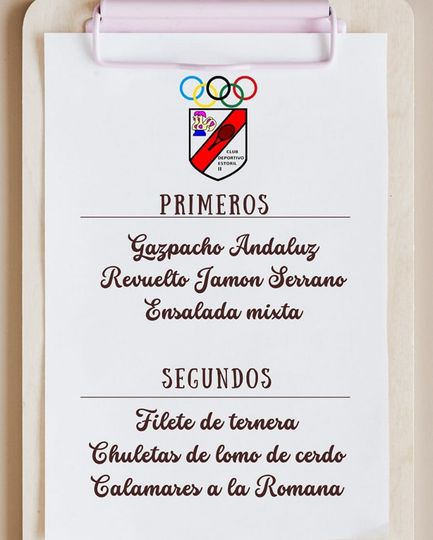 CLUB
DEPORTIVO
ESTORIL
II
PRIMEROS
Gazpacho Andaluz
Revuelto Jamon Serrano
Ensalada mixta
SEGUNDOS
Filete de ternera
Chuletas de lomo de cerdo
Calamares a la Romana